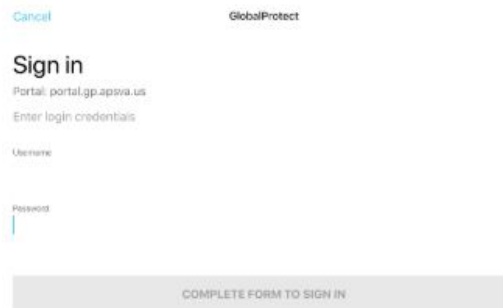 Cancel
GlobalProtect
Sign in
Portal: portal.gp.apsva.us
Enter login credentials
Username
Password
COMPLETE FORM TO SIGN IN